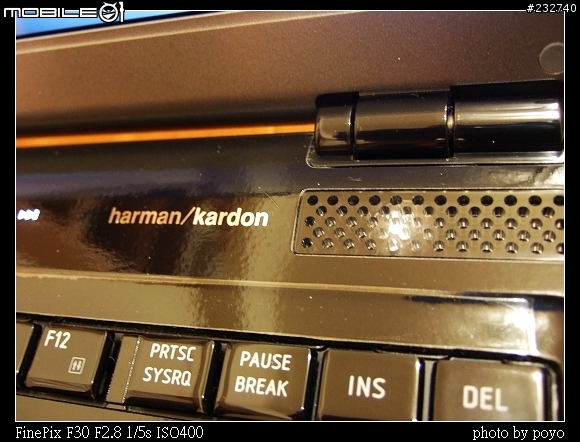 MOBILE01
#232740
harman/kardon
F12
PRTSC
SYSRQ
PAUSE
BREAK
INS
DEL
FinePix F30 F2.8 1/5s ISO400
photo by poyo